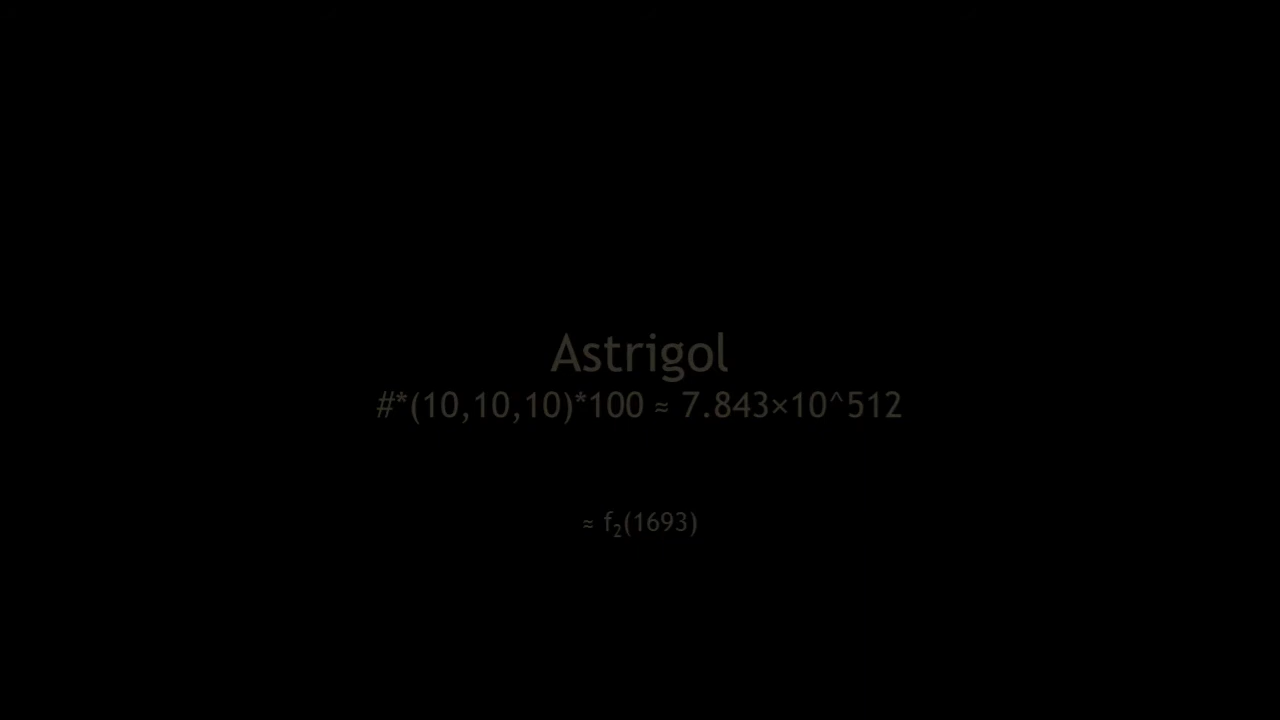 Astrigol
#*(10,10,10)*100 ≈ 7.843×10^512
≈ f₂(1693)